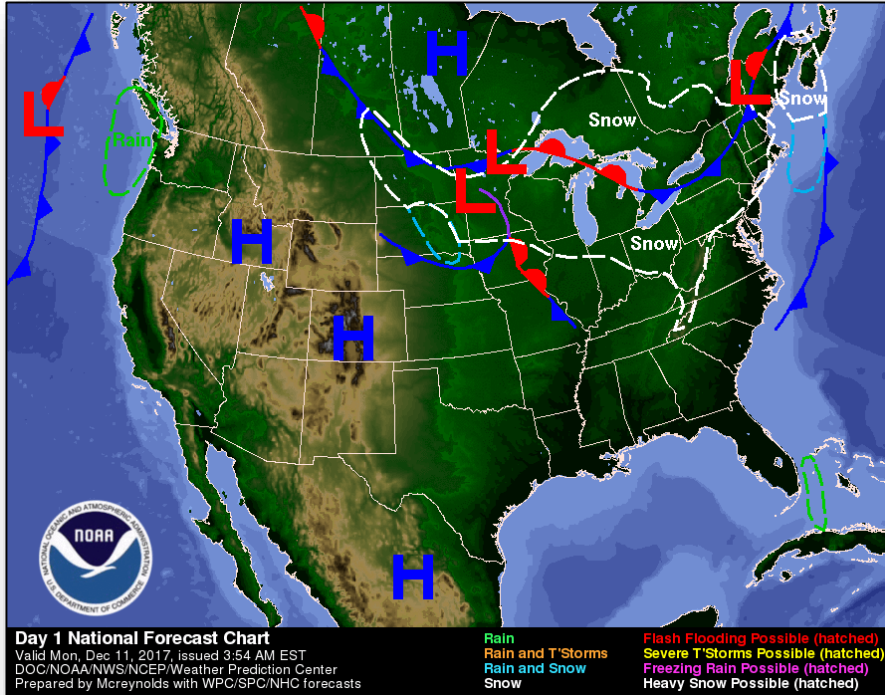 H
L
L
Snow
Snow
Rain
L
L
Snow
H
H
H
NATIONAL OCEANIC AND ATMOSPHERIC ADMINISTRATION
NOAA
U.S. DEPARTMENT OF COMMERCE
Day 1 National Forecast Chart
Valid Mon, Dec 11, 2017, issued 3:54 AM EST
DOC/NOAA/NWS/NCEP/Weather Prediction Center
Prepared by Mcreynolds with WPC/SPC/NHC forecasts
Rain
Rain and T'Storms
Rain and Snow
Snow
Flash Flooding Possible (hatched)
Severe T'Storms Possible (hatched)
Freezing Rain Possible (hatched)
Heavy Snow Possible (hatched)